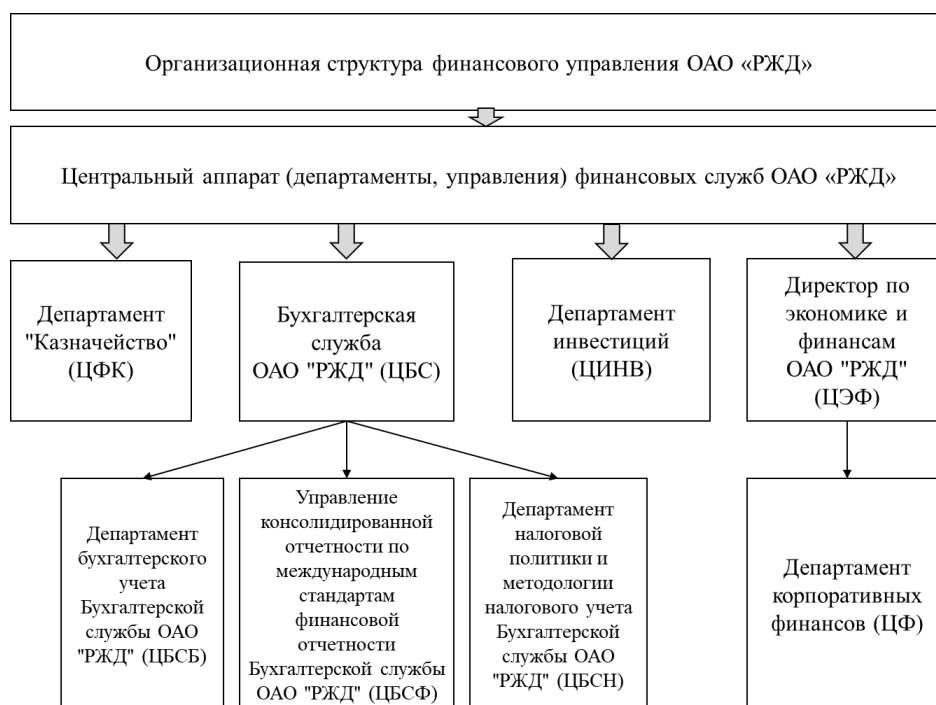 Организационная структура финансового управления ОАО «РЖД»
Центральный аппарат (департаменты, управления) финансовых служб ОАО «РЖД»
Департамент
"Казначейство"
(ЦФК)
Бухгалтерская
служба
ОАО "РЖД" (ЦБС)
Департамент
инвестиций
(ЦИНВ)
Директор по
экономике и
финансам
ОАО "РЖД"
(ЦЭФ)
Департамент
бухгалтерского
учета
Бухгалтерской
службы ОАО
"РЖД" (ЦБСБ)
Управление
консолидированной
отчетности по
международным
стандартам
финансовой
отчетности
Бухгалтерской службы
ОАО "РЖД" (ЦБСФ)
Департамент
налоговой
политики и
методологии
налогового учета
Бухгалтерской
службы ОАО
"РЖД" (ЦБСН)
Департамент
корпоративных
финансов (ЦФ)